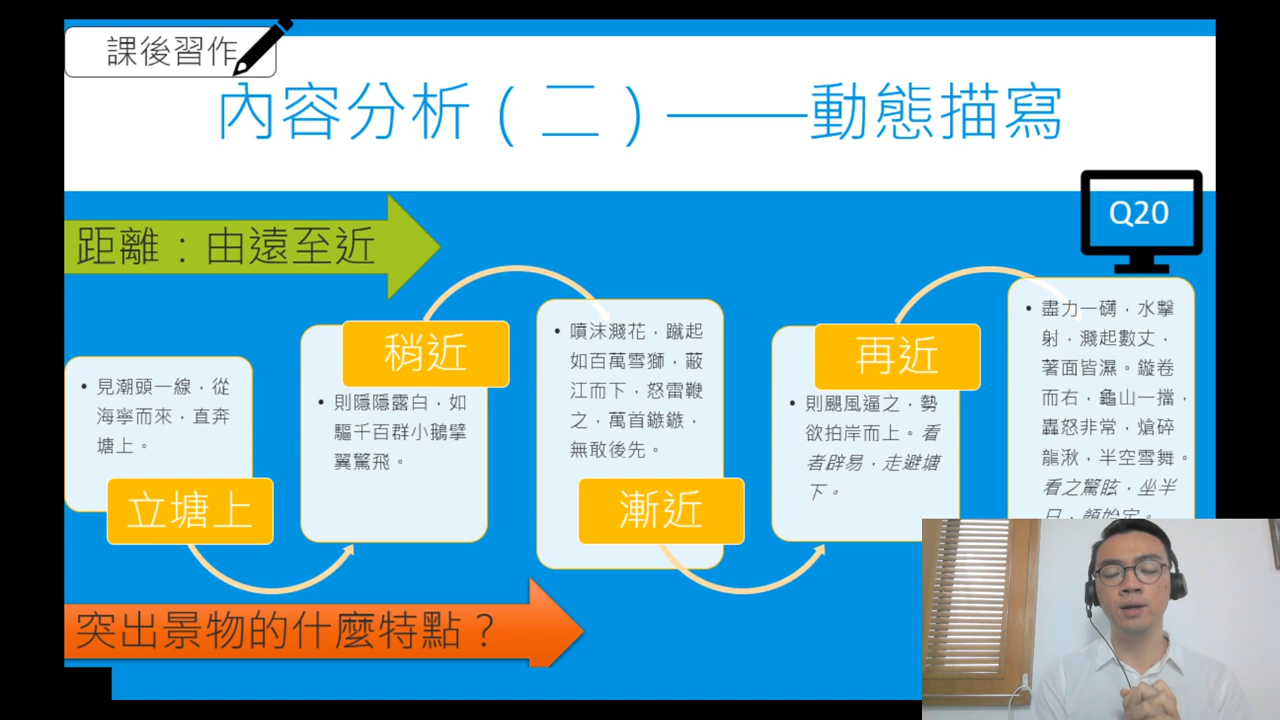 課後習作
內容分析（二）——動態描寫
Q20
距離：由遠至近
• 見潮頭一線，從
海寧而來，直奔
塘上。
立塘上
稍近
• 則隱隱露白，如
驅千百群小鵝擘
翼驚飛。
• 噴沫濺花，蹴起
如百萬雪獅，蔽
江而下，怒雷鞭
之，萬首鏃鏃，
無敢後先。
漸近
再近
• 則颶風逼之，勢
欲拍岸而上。看
者辟易，走避塘
下。
• 盡力一礡，水擊
射，濺起數丈，
著面皆濕。鏇卷
而右，龜山一擋，
轟怒非常，熗碎
龍湫，半空雪舞。
看之驚眩，坐半
日，顏始定。
突出景物的什麼特點？